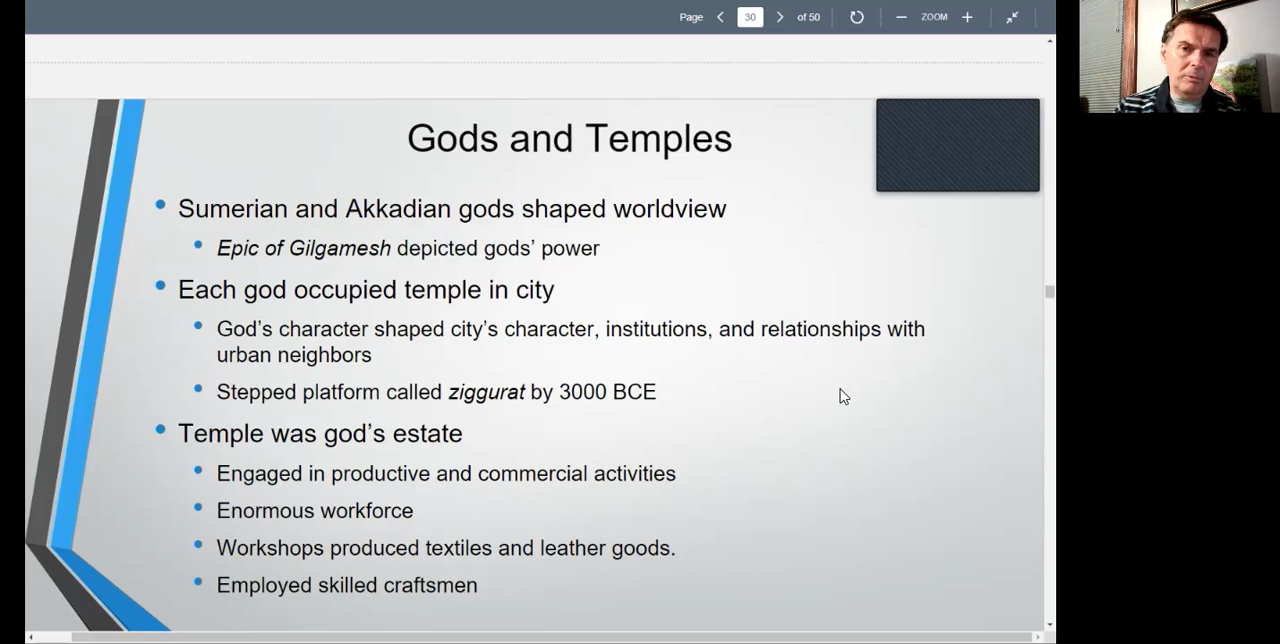 Page 30 of 50 ZOOM
Gods and Temples
Sumerian and Akkadian gods shaped worldview
Epic of Gilgamesh depicted gods' power
Each god occupied temple in city
God's character shaped city's character, institutions, and relationships with
urban neighbors
Stepped platform called ziggurat by 3000 BCE
Temple was god's estate
Engaged in productive and commercial activities
Enormous workforce
Workshops produced textiles and leather goods.
Employed skilled craftsmen